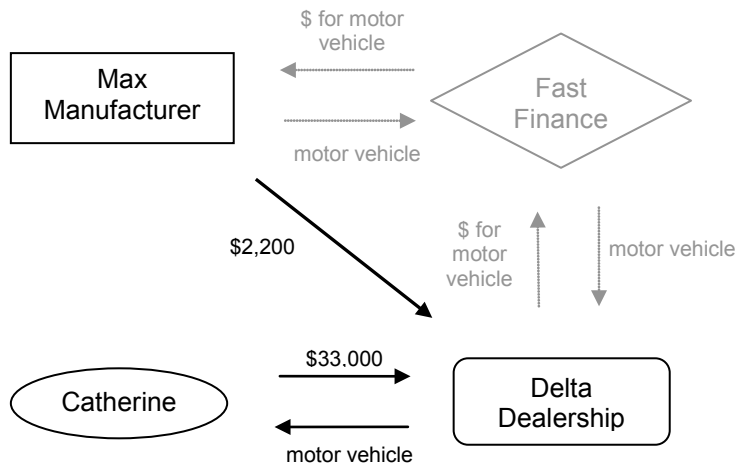 $ for motor
vehicle
Max
Manufacturer
Fast
Finance
motor vehicle
$2,200
$ for
motor
vehicle
motor vehicle
$33,000
Catherine
Delta
Dealership
motor vehicle